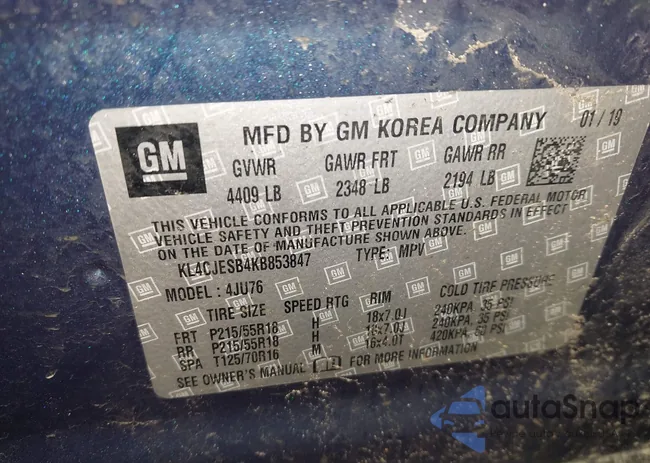 GM
MFD BY GM KOREA COMPANY 01/19
GVWR GAWR FRT GAWR RR
4409 LB 2348 LB 2194 LB
THIS VEHICLE CONFORMS TO ALL APPLICABLE U.S. FEDERAL MOTOR
VEHICLE SAFETY AND THEFT PREVENTION STANDARDS IN EFFECT
ON THE DATE OF MANUFACTURE SHOWN ABOVE.
KL4CJESB4KB853847 TYPE: MPV
MODEL: 4JU76
TIRE SIZE SPEED RTG RIM COLD TIRE PRESSURE
FRT P215/55R18 H 18x7.0J 240KPA, 35 PSI
RR P215/55R18 H 18x7.0J 240KPA, 35 PSI
SPA T125/70R16 M 16x4.0T 420KPA, 60 PSI
SEE OWNER'S MANUAL FOR MORE INFORMATION
autoSnap